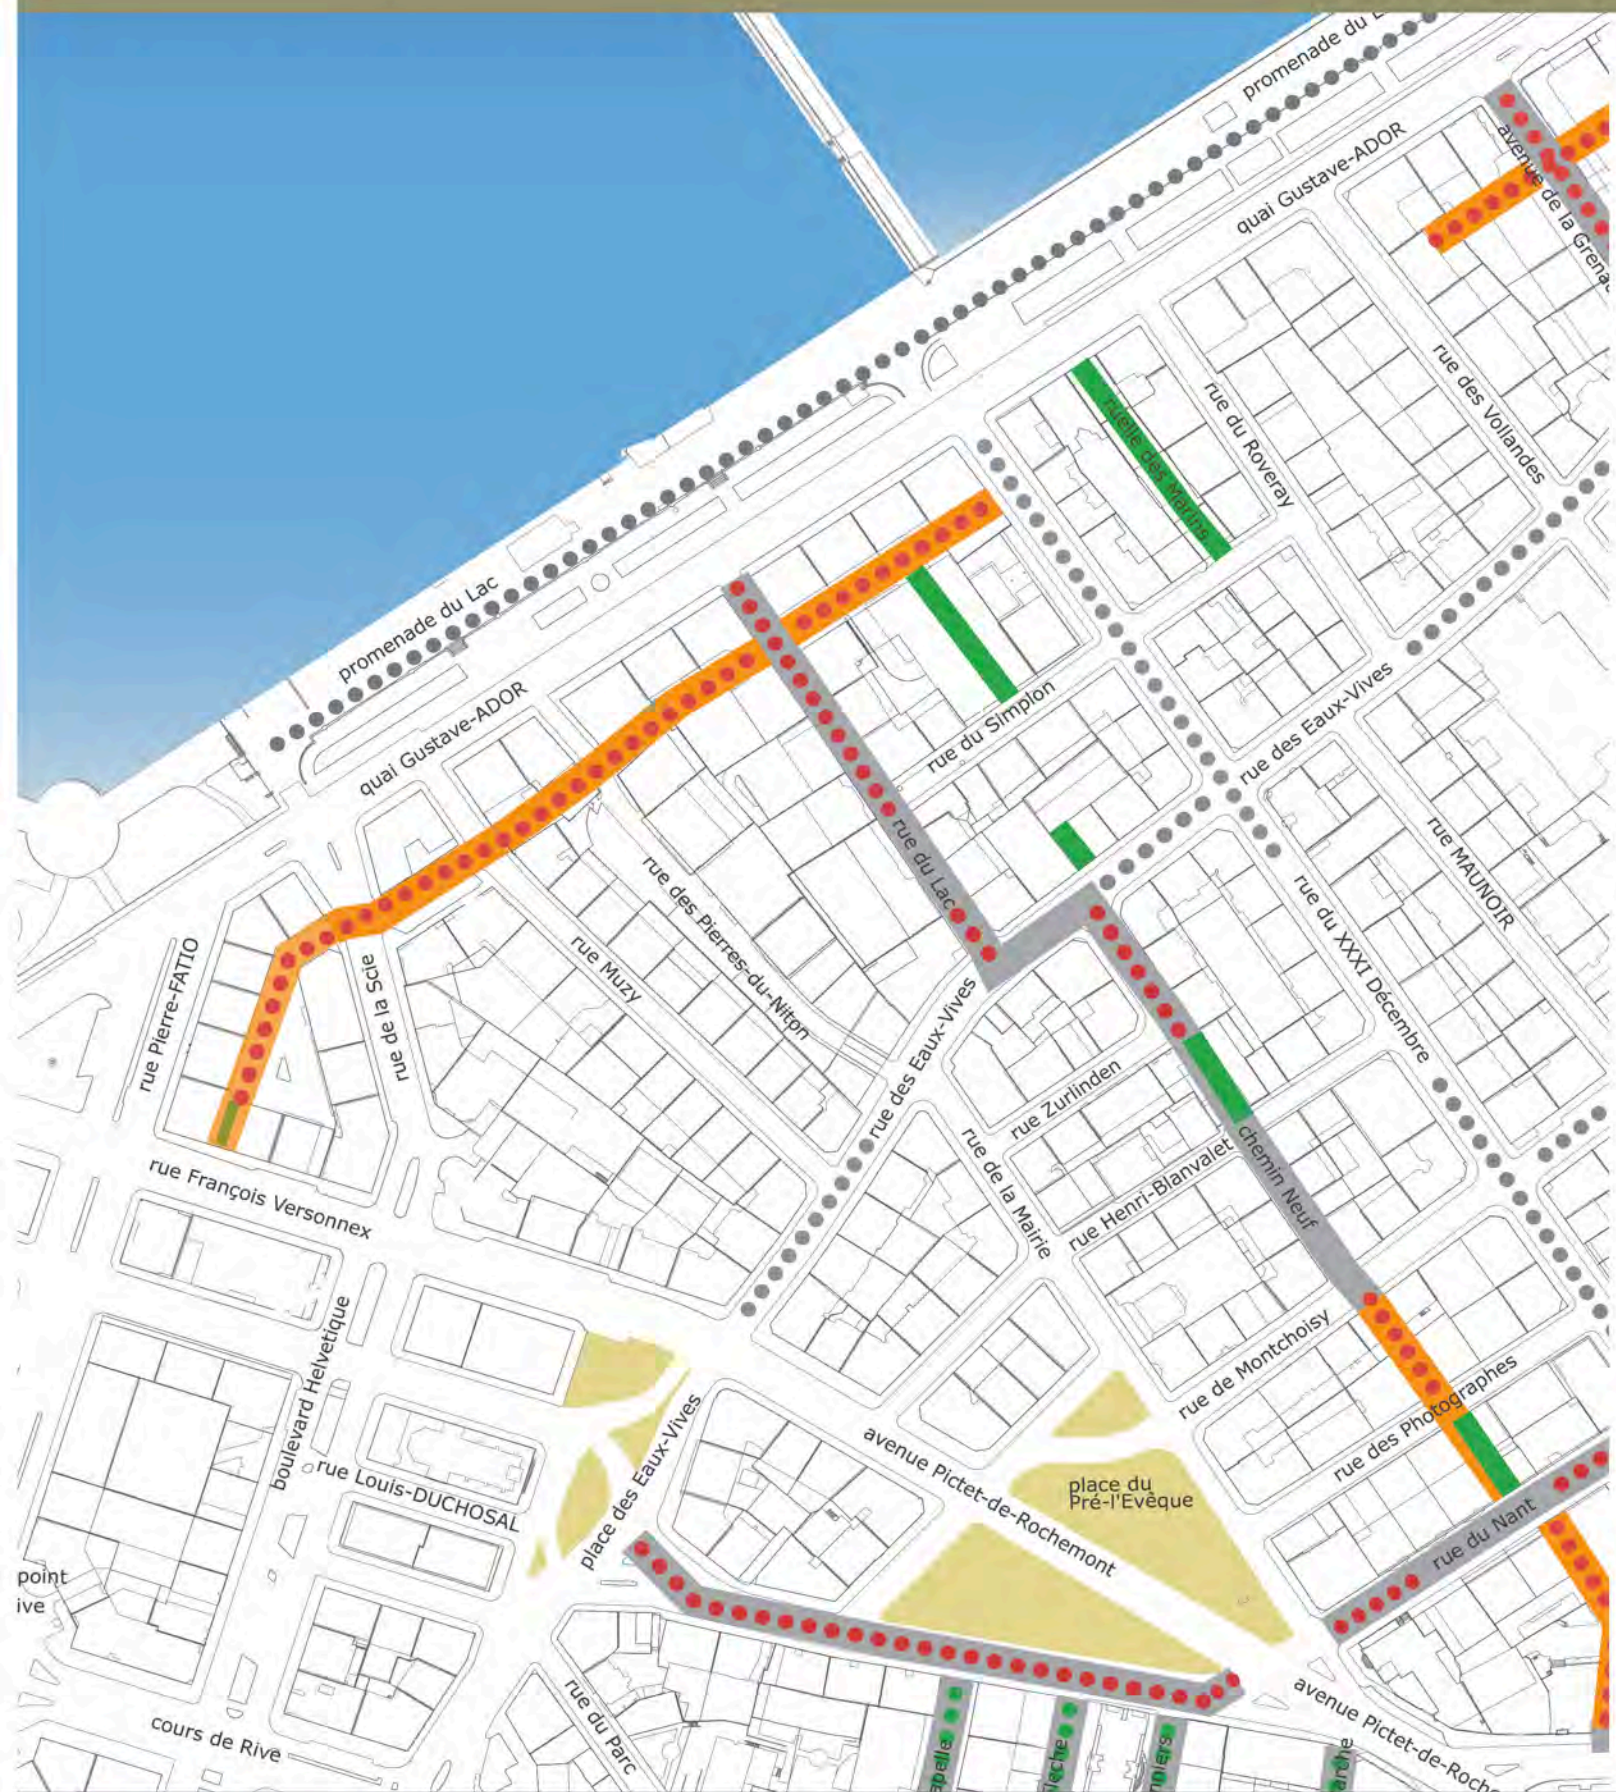 promenade du
quai Gustave-ADOR
avenue de la
rue des Vollandes
rue du Roveray
ruelle des Marins
promenade du Lac
quai Gustave-ADOR
rue du Simplon
rue des Eaux-Vives
rue MAUNOIR
rue du Lac
rue des Pierres-du-Niton
rue Muzy
rue du XXXI Décembre
rue Pierre-FATIO
rue de la Scie
rue des Eaux-Vives
rue Zurlinden
rue de la Mairie
rue Henri-Blanvalet
chemin Neuf
rue François Versonnex
boulevard Helvetique
rue de Montchoisy
rue des Photographes
place des Eaux-Vives
avenue Pictet-de-Rochemont
place du
Pré-l'Evêque
rue Louis-DUCHOSAL
rue du Nant
point
ive
cours de Rive
rue du Parc
avenue Pictet-de-Roche
apelle
nniers
arche